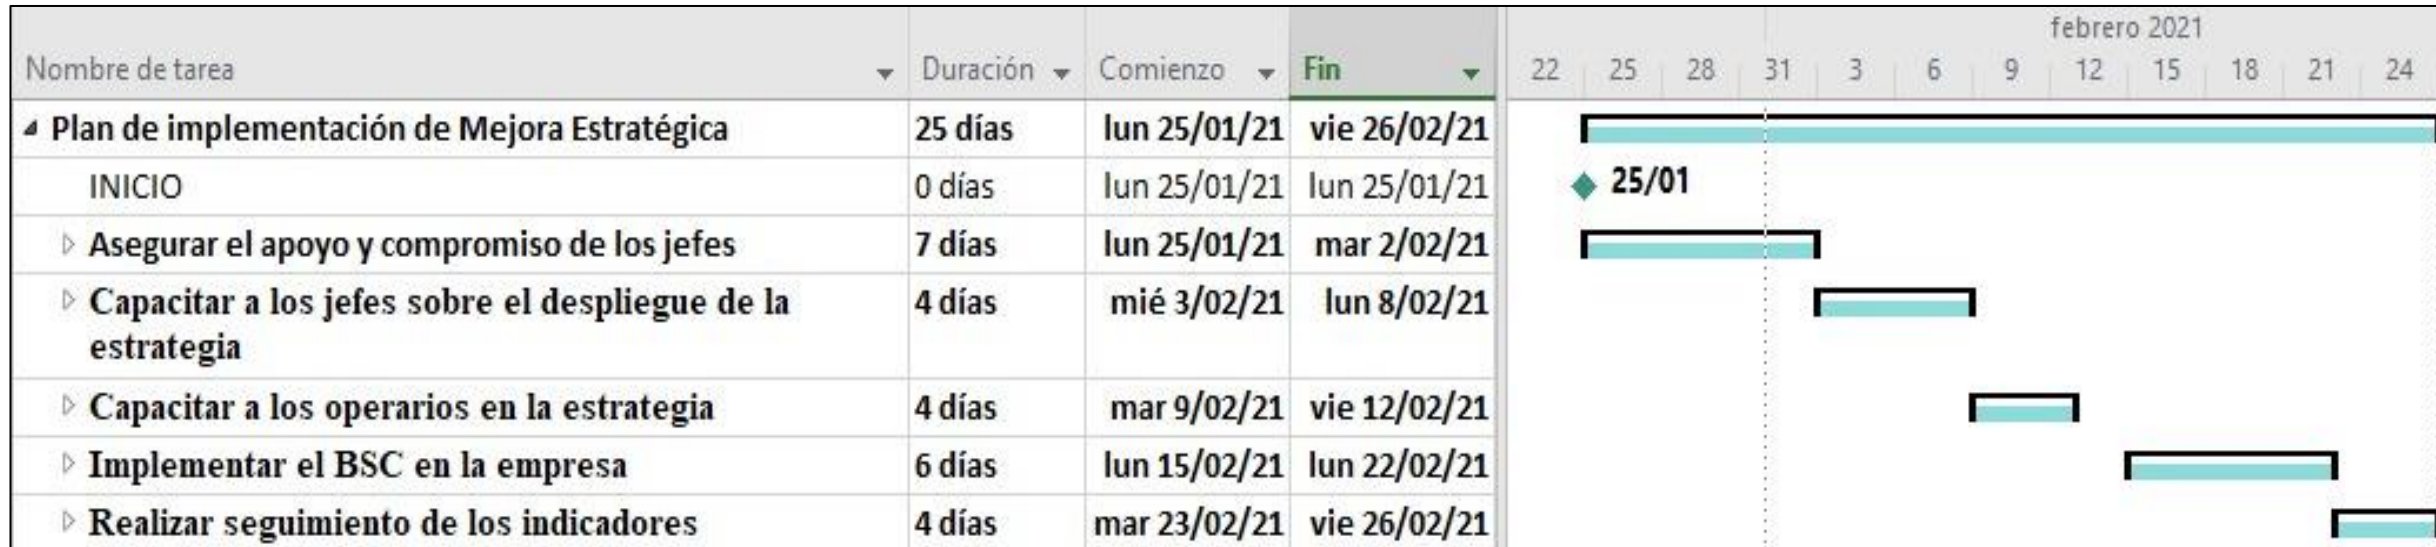 febrero 2021
Nombre de tarea Duración Comienzo Fin 22 25 28 31 3 6 9 12 15 18 21 24
Plan de implementación de Mejora Estratégica 25 días lun 25/01/21 vie 26/02/21
INICIO 0 días lun 25/01/21 lun 25/01/21 25/01
Asegurar el apoyo y compromiso de los jefes 7 días lun 25/01/21 mar 2/02/21
Capacitar a los jefes sobre el despliegue de la 4 días mié 3/02/21 lun 8/02/21
estrategia
Capacitar a los operarios en la estrategia 4 días mar 9/02/21 vie 12/02/21
Implementar el BSC en la empresa 6 días lun 15/02/21 lun 22/02/21
Realizar seguimiento de los indicadores 4 días mar 23/02/21 vie 26/02/21